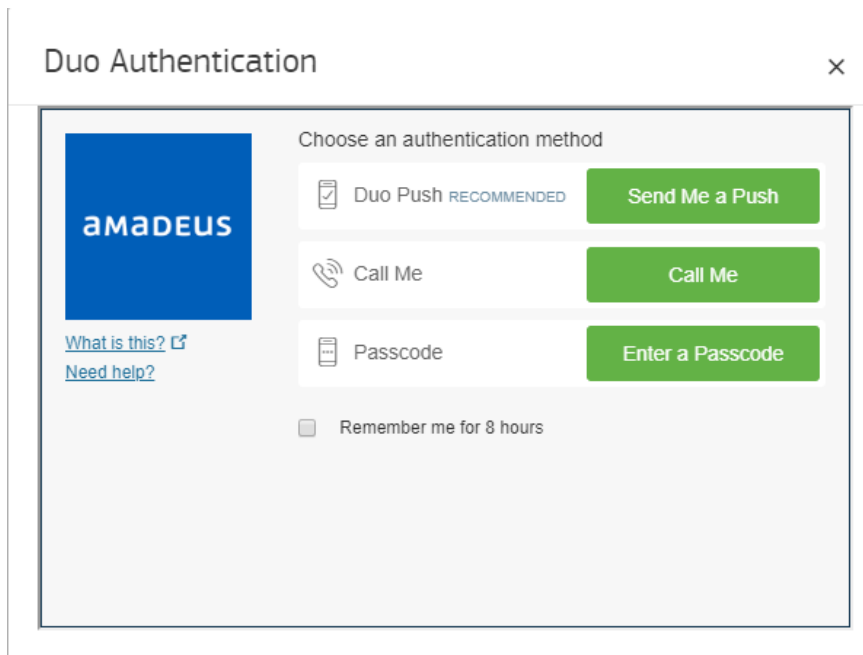 Duo Authentication
×
amadeus
What is this?
Need help?
Choose an authentication method
Duo Push RECOMMENDED
Send Me a Push
Call Me
Call Me
Passcode
Enter a Passcode
Remember me for 8 hours